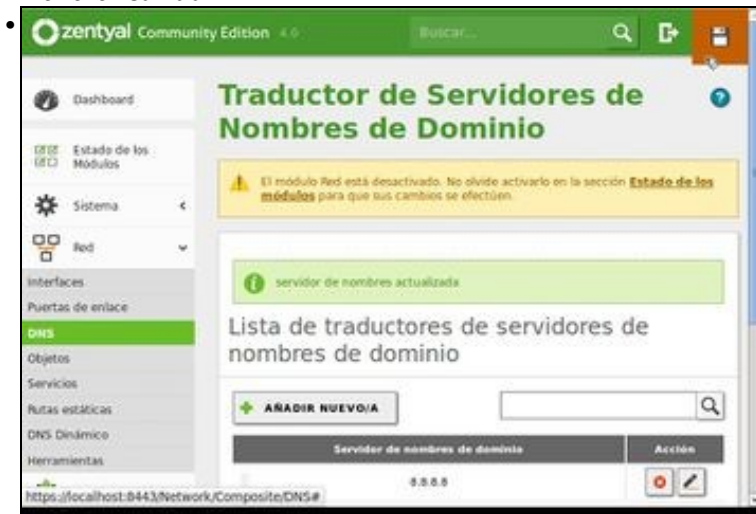 zentyal Community Edition 4.0
Buscar...
Dashboard
Estado de los
Módulos
Sistema
Red
Interfaces
Puertas de enlace
DNS
Objetos
Servicios
Rutas estáticas
DNS Dinámico
Herramientas
Traductor de Servidores de
Nombres de Dominio
El módulo Red está desactivado. No olvide activarlo en la sección Estado de los
módulos para que sus cambios se efectúen.
servidor de nombres actualizada
Lista de traductores de servidores de
nombres de dominio
AÑADIR NUEVO/A
Servidor de nombres de dominio
Acción
8.8.8.8
https://localhost:8443/Network/Composite/DNS#